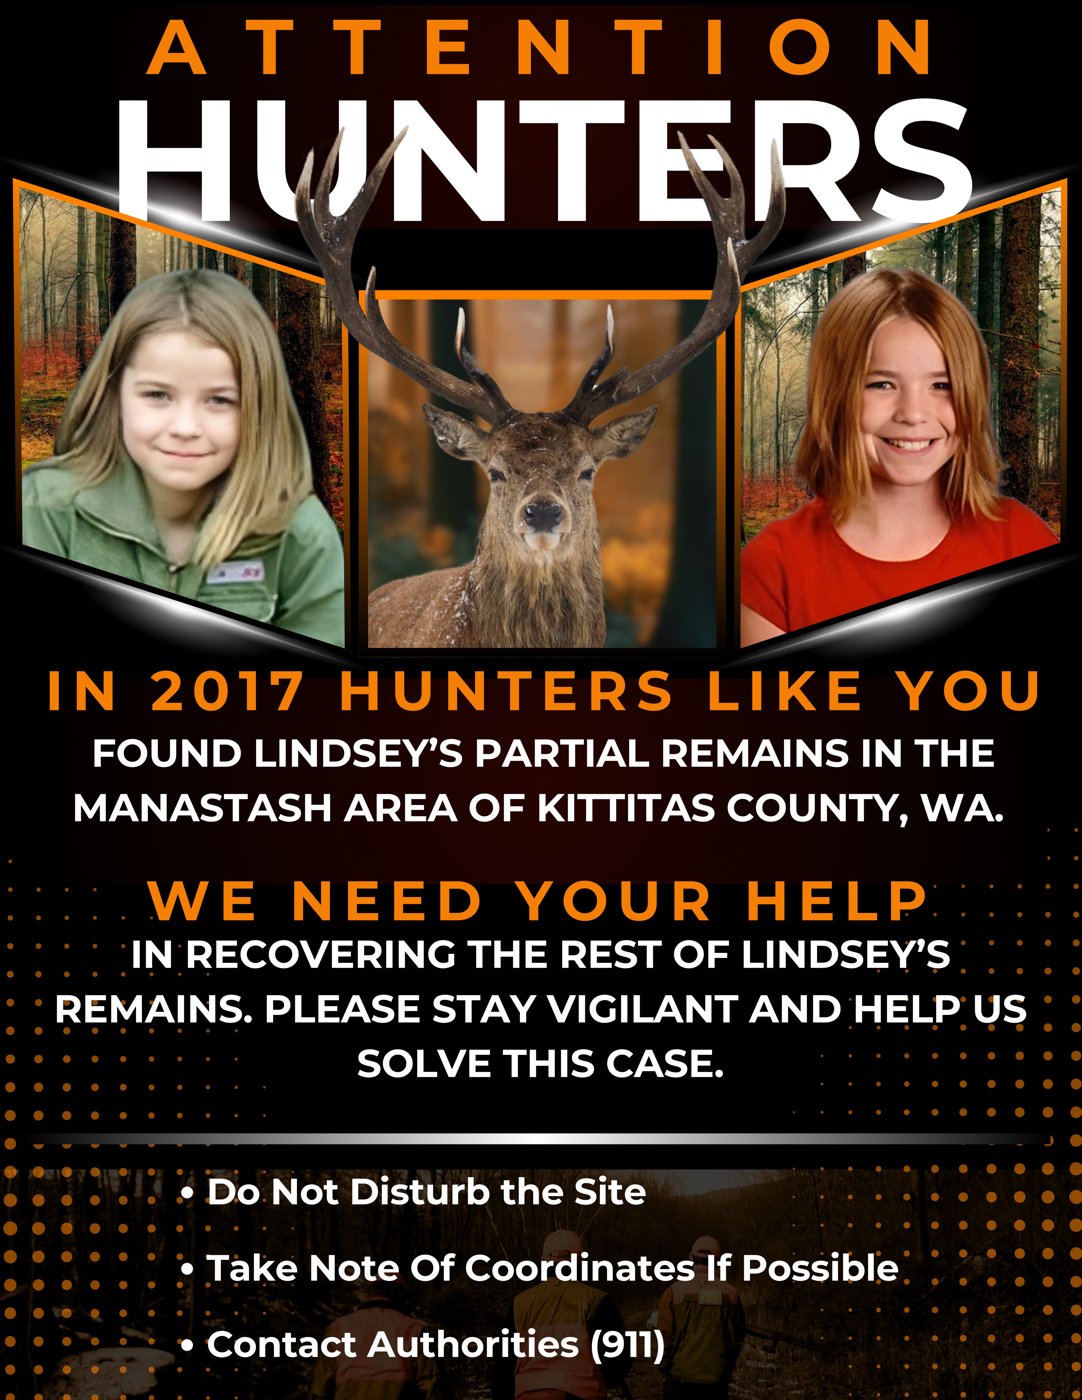 ATTENTION
HUNTERS
IN 2017 HUNTERS LIKE YOU
FOUND LINDSEY’S PARTIAL REMAINS IN THE
MANASTASH AREA OF KITTITAS COUNTY, WA.
WE NEED YOUR HELP
IN RECOVERING THE REST OF LINDSEY’S
REMAINS. PLEASE STAY VIGILANT AND HELP US
SOLVE THIS CASE.
• Do Not Disturb the Site
• Take Note Of Coordinates If Possible
• Contact Authorities (911)